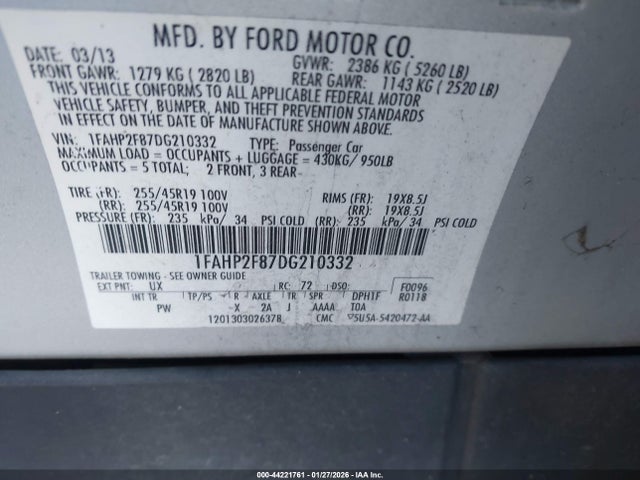 MFD. BY FORD MOTOR CO.
DATE: 03/13 GVWR: 2386 KG ( 5260 LB)
FRONT GAWR: 1279 KG ( 2820 LB) REAR GAWR: 1143 KG ( 2520 LB)
THIS VEHICLE CONFORMS TO ALL APPLICABLE FEDERAL MOTOR
VEHICLE SAFETY, BUMPER, AND THEFT PREVENTION STANDARDS
IN EFFECT ON THE DATE OF MANUFACTURE SHOWN ABOVE.
VIN: 1FAHP2F87DG210332 TYPE: Passenger Car
MAXIMUM LOAD = OCCUPANTS + LUGGAGE = 430KG/ 950LB
OCCUPANTS = 5 TOTAL; 2 FRONT, 3 REAR
TIRE (FR): 255/45R19 100V RIMS (FR): 19X8.5J
(RR): 255/45R19 100V (RR): 19X8.5J
PRESSURE (FR): 235 kPa/ 34 PSI COLD (RR): 235 kPa/ 34 PSI COLD
1FAHP2F87DG210332
TRAILER TOWING - SEE OWNER GUIDE
EXT PNT: UX RC: 72 DSO: F0096
INT TR TP/PS R AXLE TR SPR DPHTF R0118
PW -X 2A J AAAA TOA
1201303026378 CMC 5U5A-5420472-AA
000-44221761 | 01/27/2026 | IAA Inc.